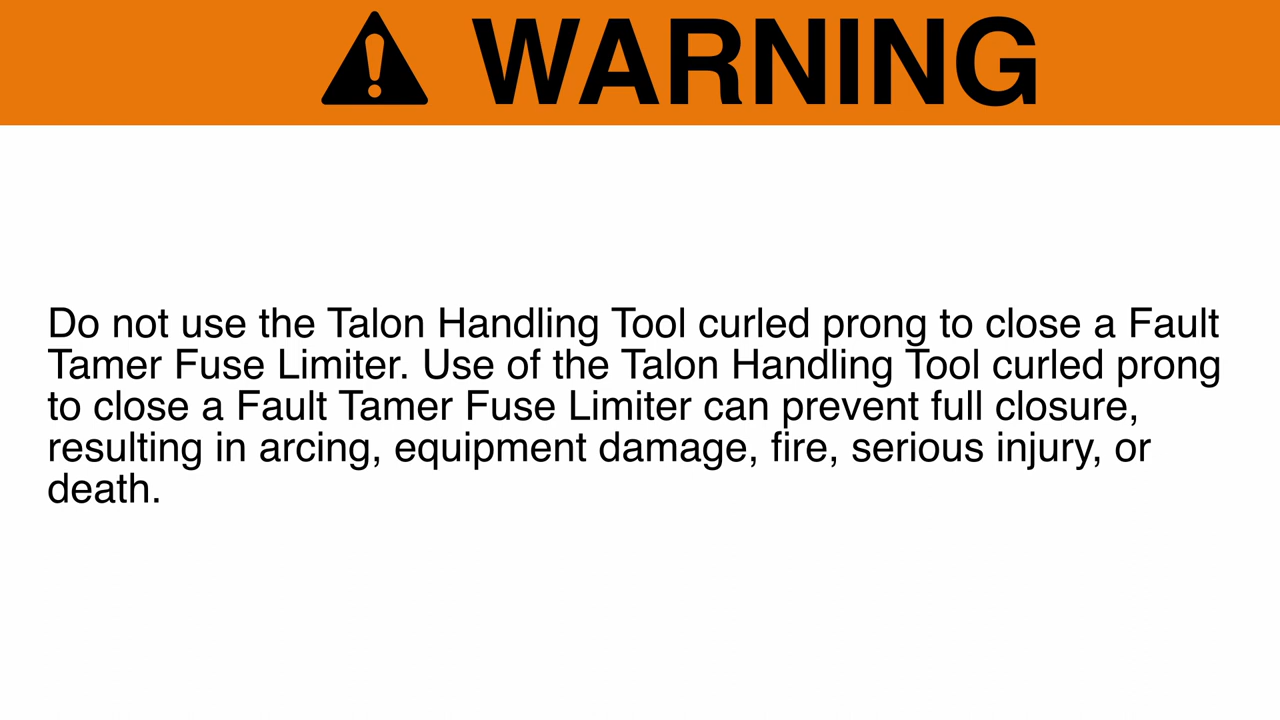 WARNING
Do not use the Talon Handling Tool curled prong to close a Fault
Tamer Fuse Limiter. Use of the Talon Handling Tool curled prong
to close a Fault Tamer Fuse Limiter can prevent full closure,
resulting in arcing, equipment damage, fire, serious injury, or
death.